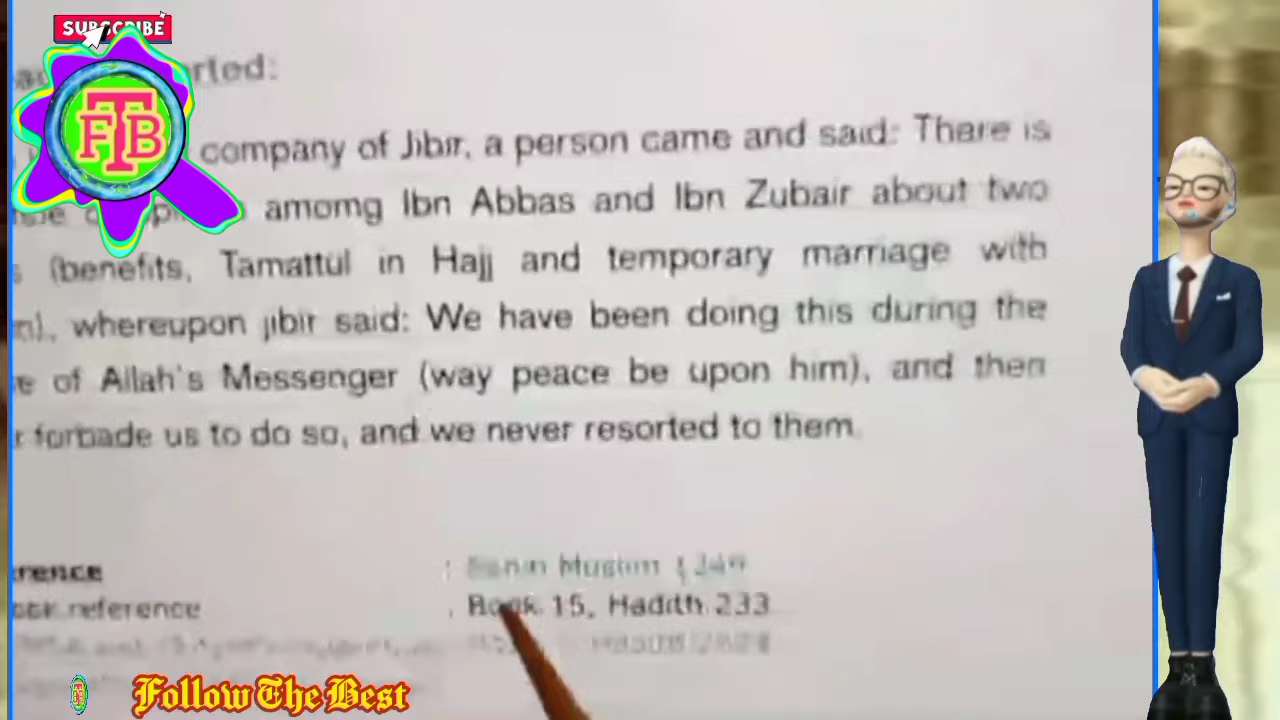 SUBSCRIBE
FTB
rted:
company of Jibir, a person came and said: There is
amomg Ibn Abbas and Ibn Zubair about two
(benefits, Tamattul in Hajj and temporary marriage with
whereupon jibir said: We have been doing this during the
of Allah's Messenger (way peace be upon him), and then
forbade us to do so, and we never resorted to them.
rence : Muslim
reference : Book 15, Hadith 233
Follow The Best